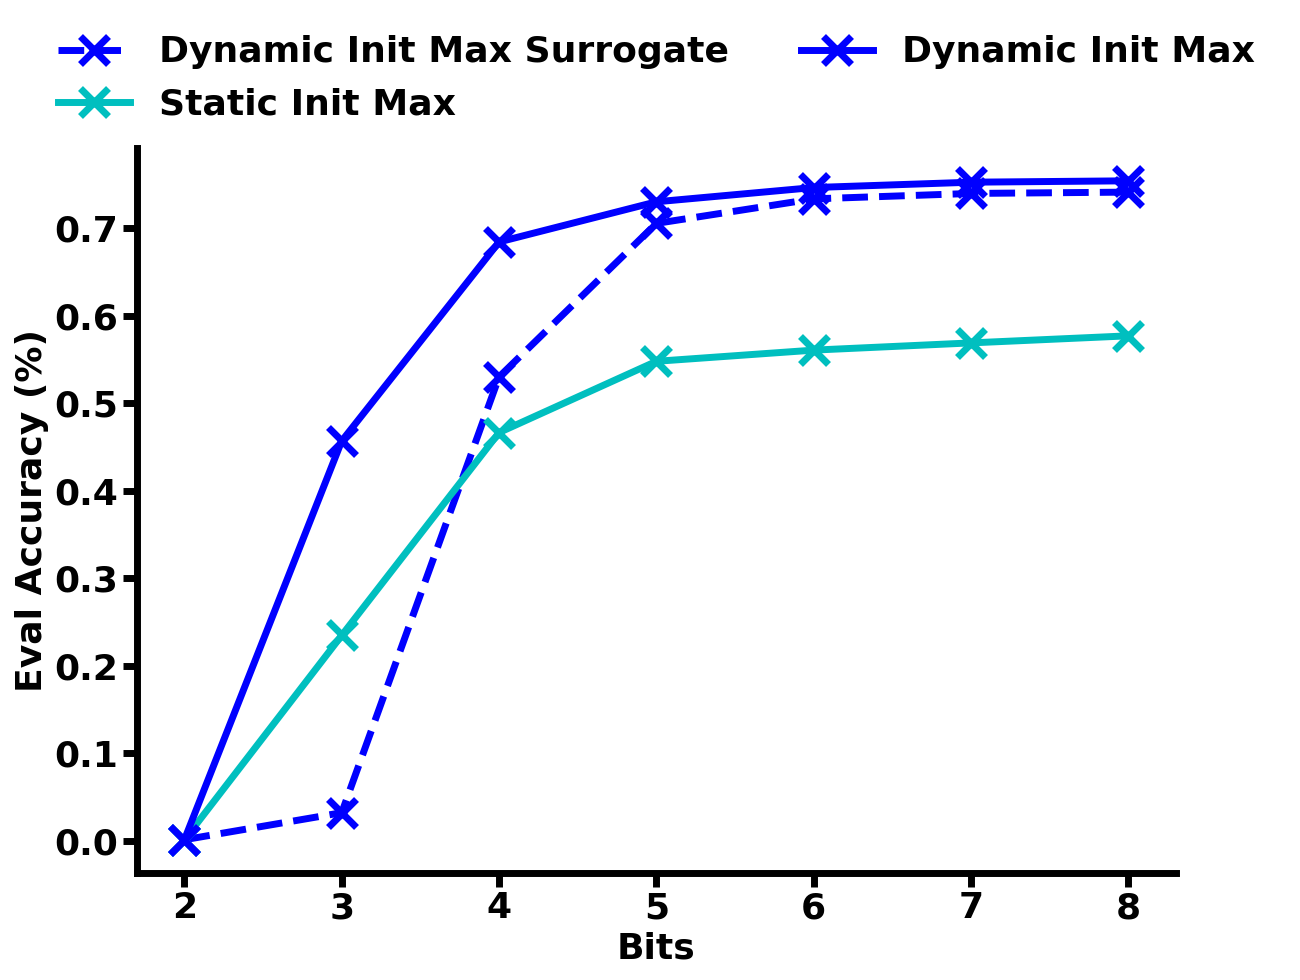 Dynamic Init Max Surrogate
Dynamic Init Max
Static Init Max
Eval Accuracy (%)
0.7
0.6
0.5
0.4
0.3
0.2
0.1
0.0
2 3 4 5 6 7 8
Bits